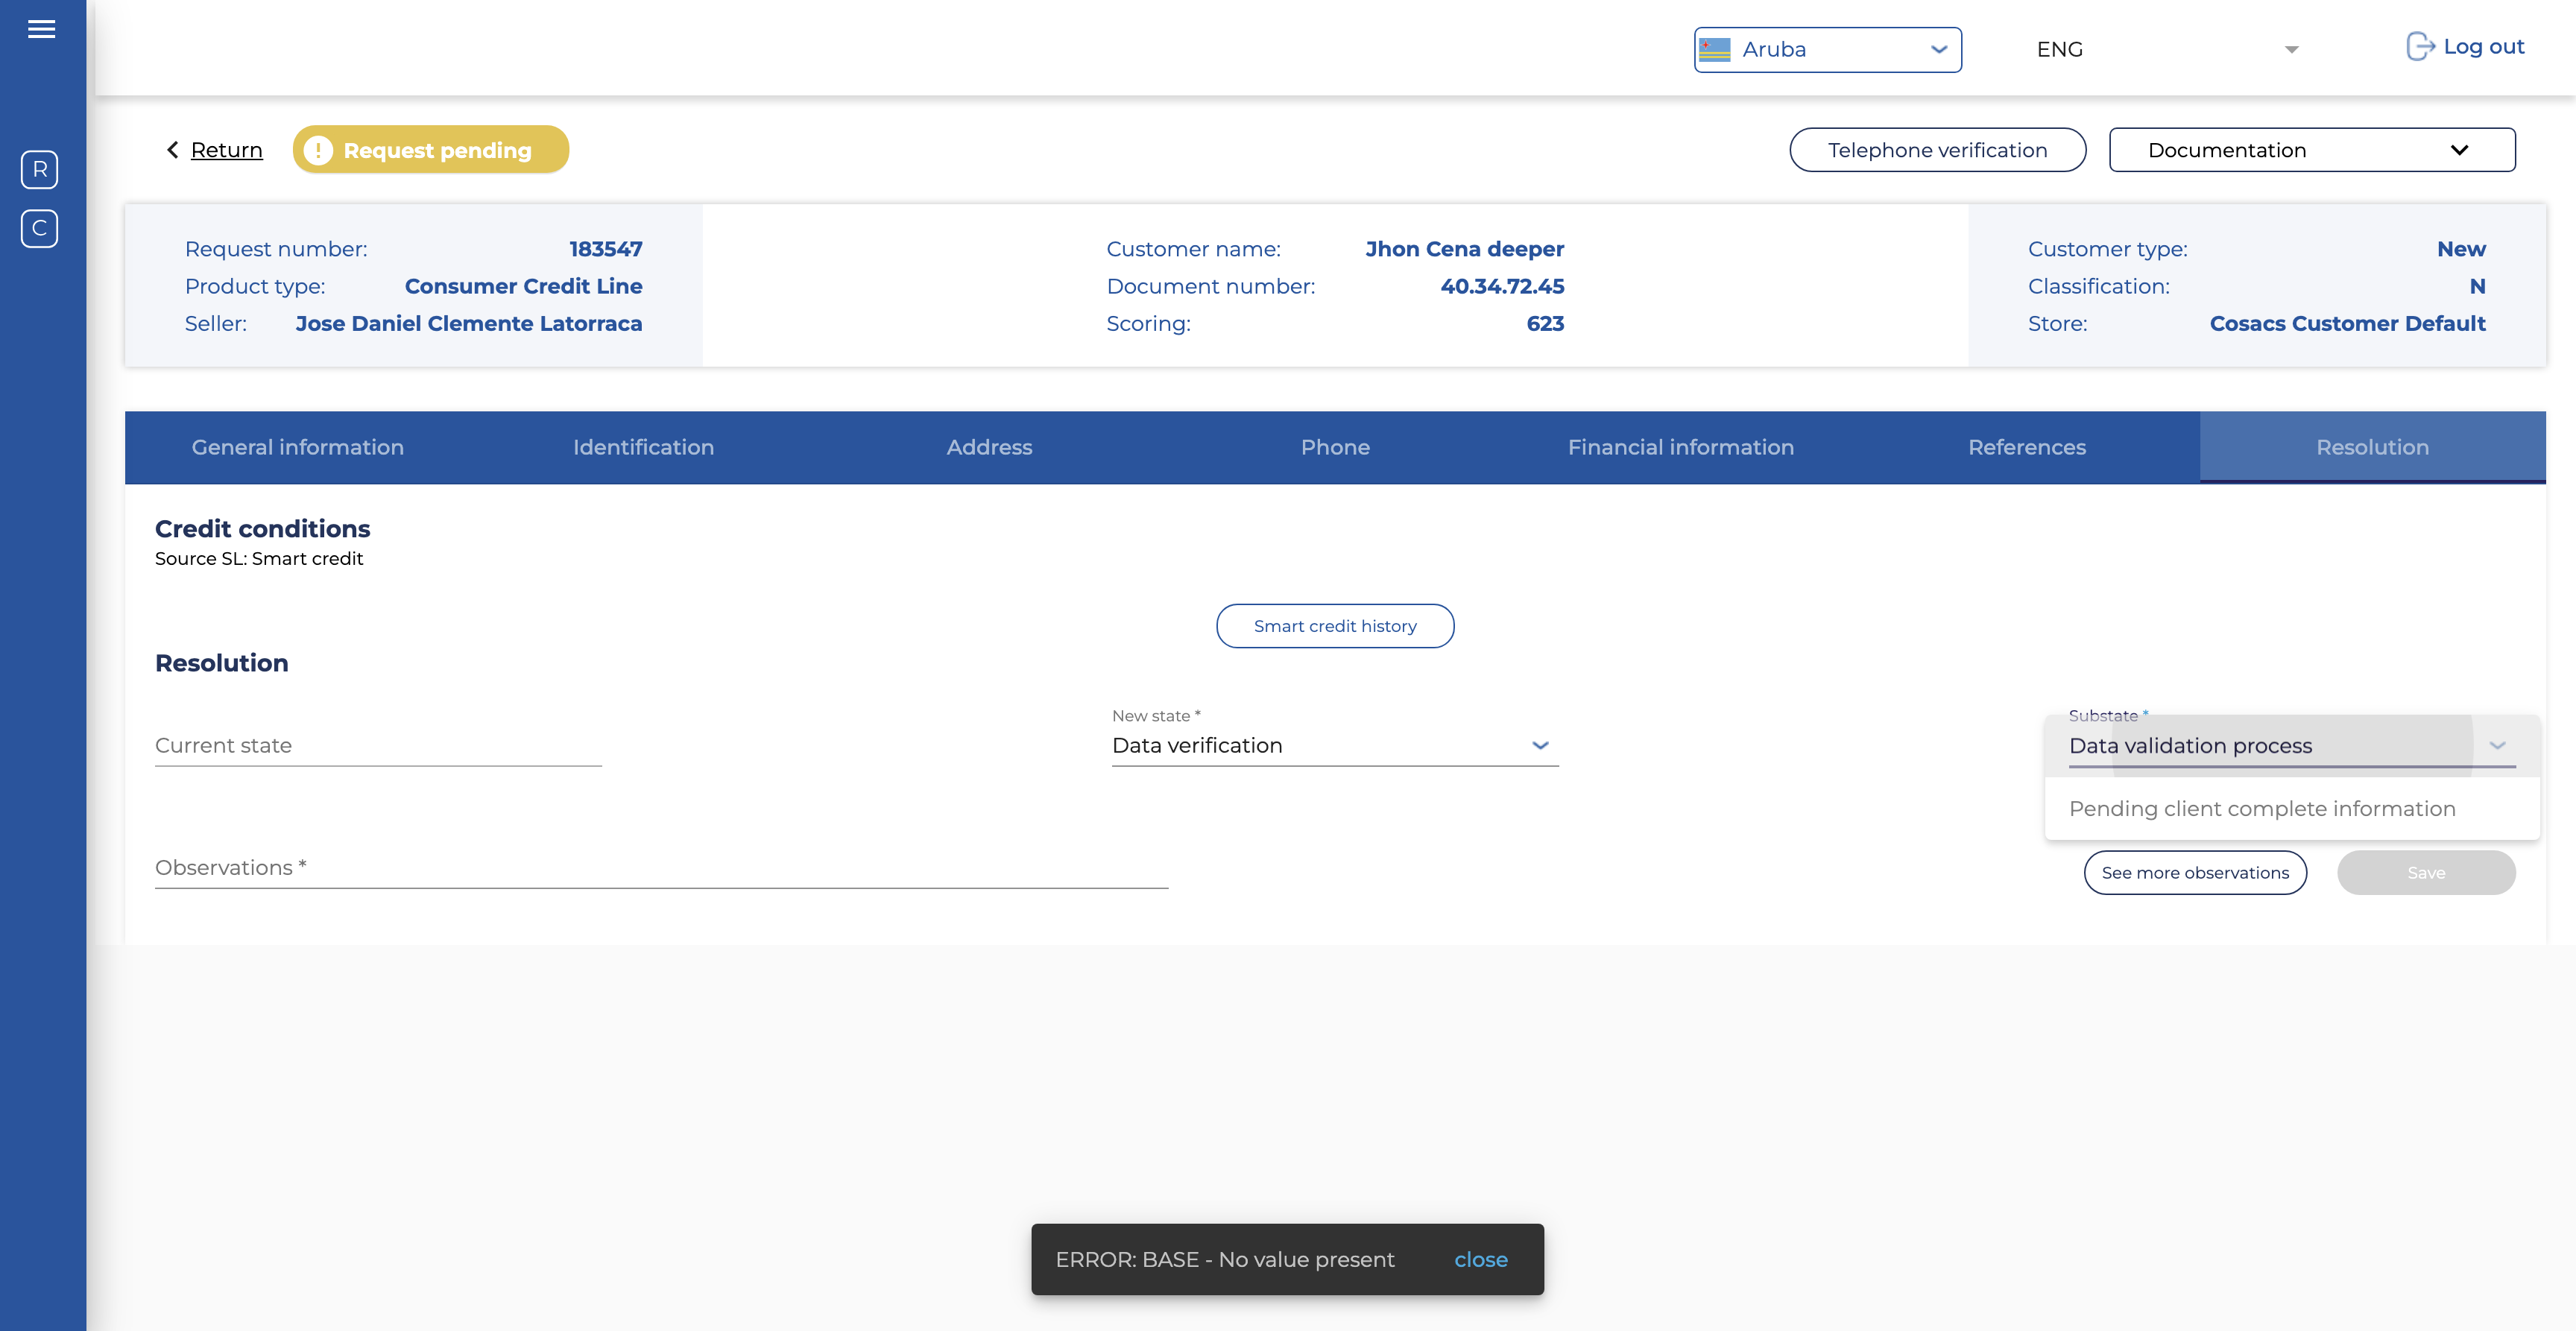 Aruba
ENG
Log out
R
C
Return
Request pending
Telephone verification
Documentation
Request number: 183547
Product type: Consumer Credit Line
Seller: Jose Daniel Clemente Latorraca
Customer name: Jhon Cena deeper
Document number: 40.34.72.45
Scoring: 623
Customer type: New
Classification: N
Store: Cosacs Customer Default
General information
Identification
Address
Phone
Financial information
References
Resolution
Credit conditions
Source SL: Smart credit
Smart credit history
Resolution
Current state
New state *
Data verification
Substate *
Data validation process
Pending client complete information
Observations *
See more observations
Save
ERROR: BASE - No value present
close